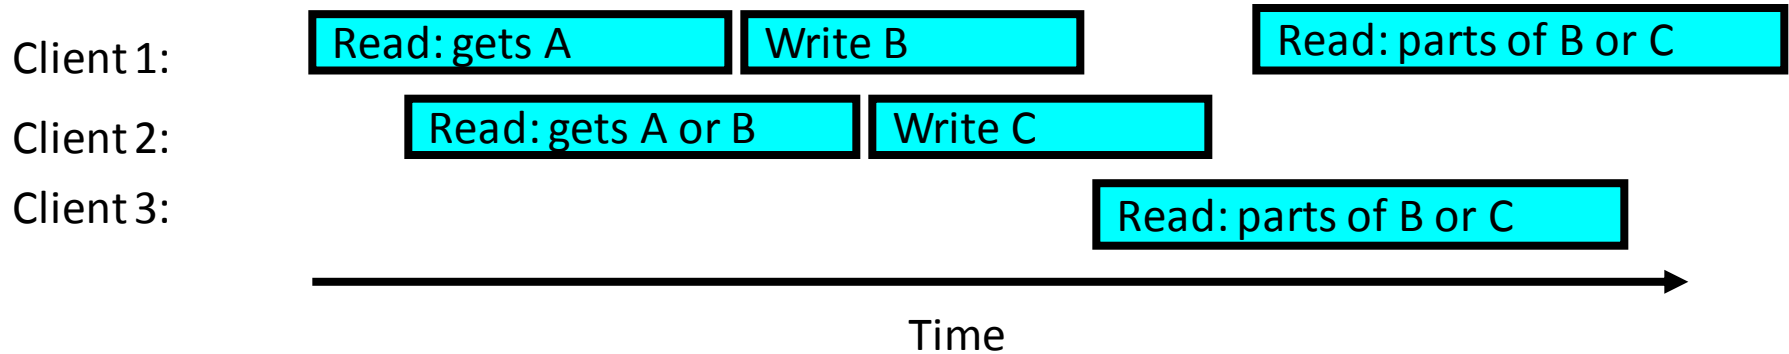 Client 1: Read: gets A Write B Read: parts of B or C
Client 2: Read: gets A or B Write C
Client 3: Read: parts of B or C
Time